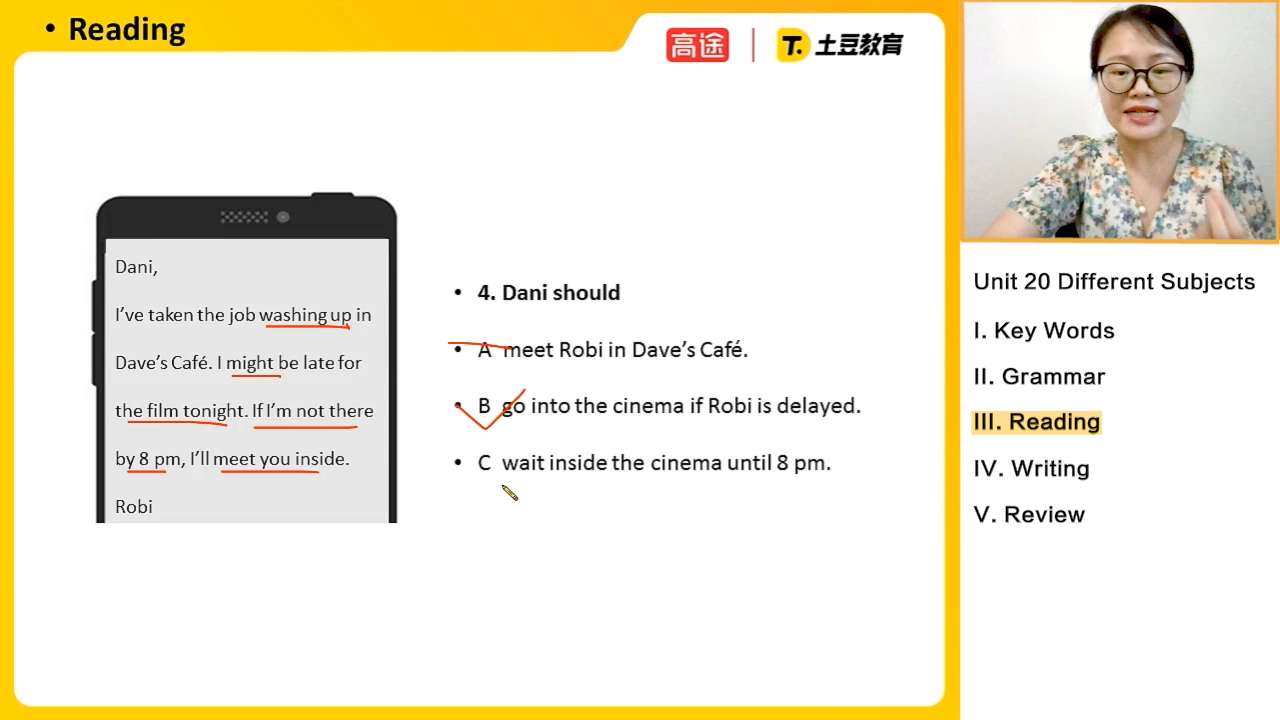 • Reading
高途
T. 土豆教育
Dani,
I've taken the job washing up in
Dave's Café. I might be late for
the film tonight. If I'm not there
by 8 pm, I'll meet you inside.
Robi
• 4. Dani should
• A meet Robi in Dave's Café.
• B go into the cinema if Robi is delayed.
• C wait inside the cinema until 8 pm.
Unit 20 Different Subjects
I. Key Words
II. Grammar
III. Reading
IV. Writing
V. Review